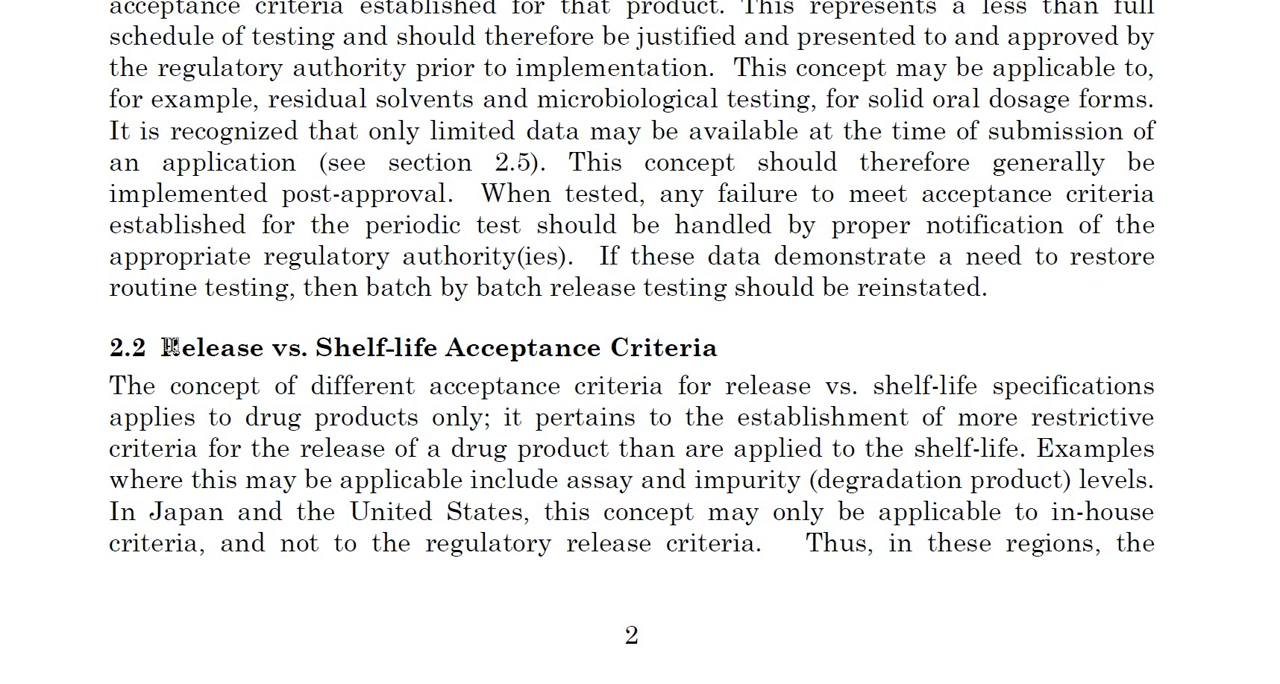 acceptance criteria established for that product. This represents a less than full
schedule of testing and should therefore be justified and presented to and approved by
the regulatory authority prior to implementation. This concept may be applicable to,
for example, residual solvents and microbiological testing, for solid oral dosage forms.
It is recognized that only limited data may be available at the time of submission of
an application (see section 2.5). This concept should therefore generally be
implemented post-approval. When tested, any failure to meet acceptance criteria
established for the periodic test should be handled by proper notification of the
appropriate regulatory authority(ies). If these data demonstrate a need to restore
routine testing, then batch by batch release testing should be reinstated.
2.2 Release vs. Shelf-life Acceptance Criteria
The concept of different acceptance criteria for release vs. shelf-life specifications
applies to drug products only; it pertains to the establishment of more restrictive
criteria for the release of a drug product than are applied to the shelf-life. Examples
where this may be applicable include assay and impurity (degradation product) levels.
In Japan and the United States, this concept may only be applicable to in-house
criteria, and not to the regulatory release criteria. Thus, in these regions, the
2